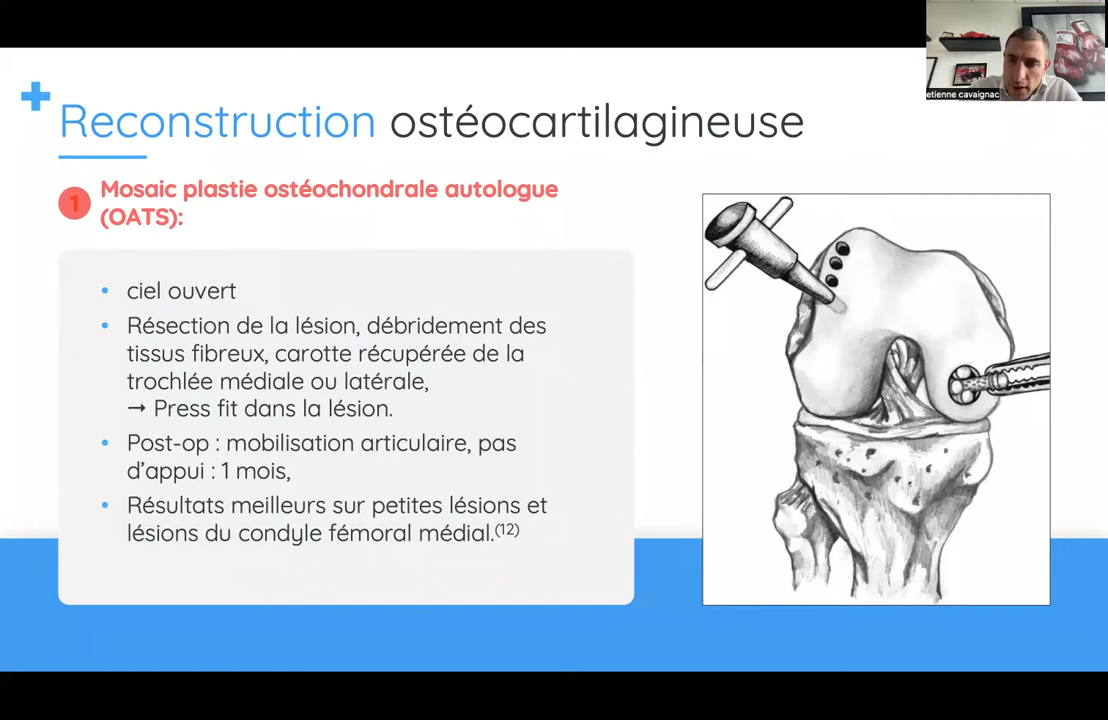 etienne cavaignac
Reconstruction ostéocartilagineuse
1
Mosaic plastie ostéochondrale autologue
(OATS):
• ciel ouvert
• Résection de la lésion, débridement des
tissus fibreux, carotte récupérée de la
trochlée médiale ou latérale,
→ Press fit dans la lésion.
• Post-op : mobilisation articulaire, pas
d’appui : 1 mois,
• Résultats meilleurs sur petites lésions et
lésions du condyle fémoral médial.(12)